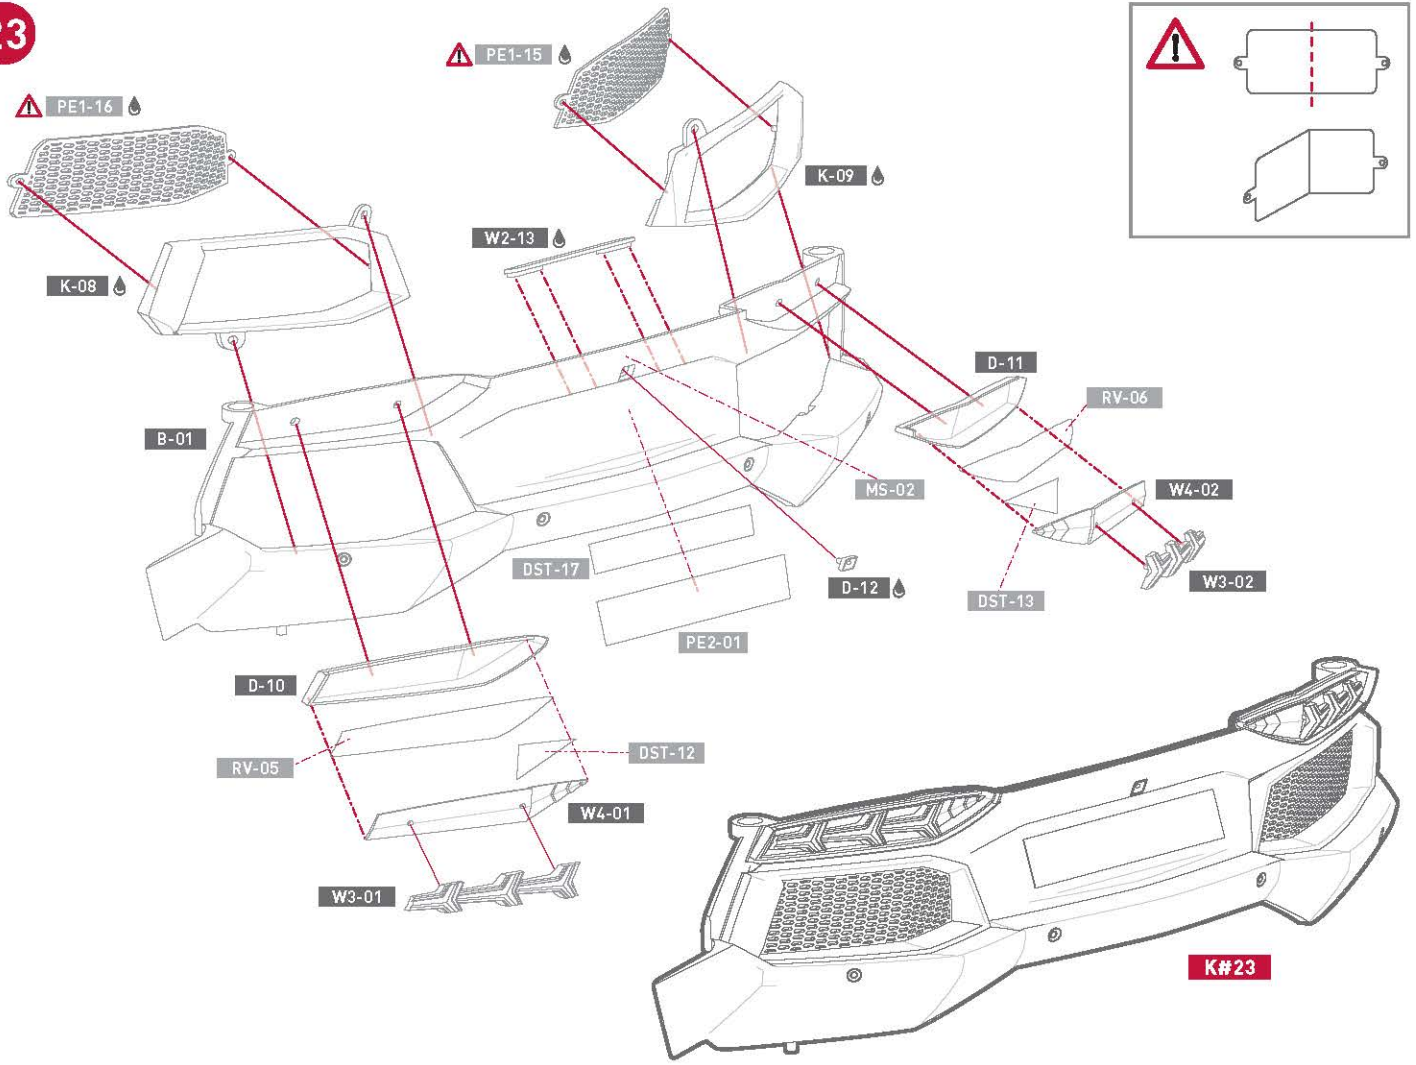 23
PE1-15
PE1-16
K-09
W2-13
K-08
D-11
RV-06
B-01
MS-02
W4-02
DST-17
D-12
W3-02
DST-13
PE2-01
D-10
DST-12
RV-05
W4-01
W3-01
K#23